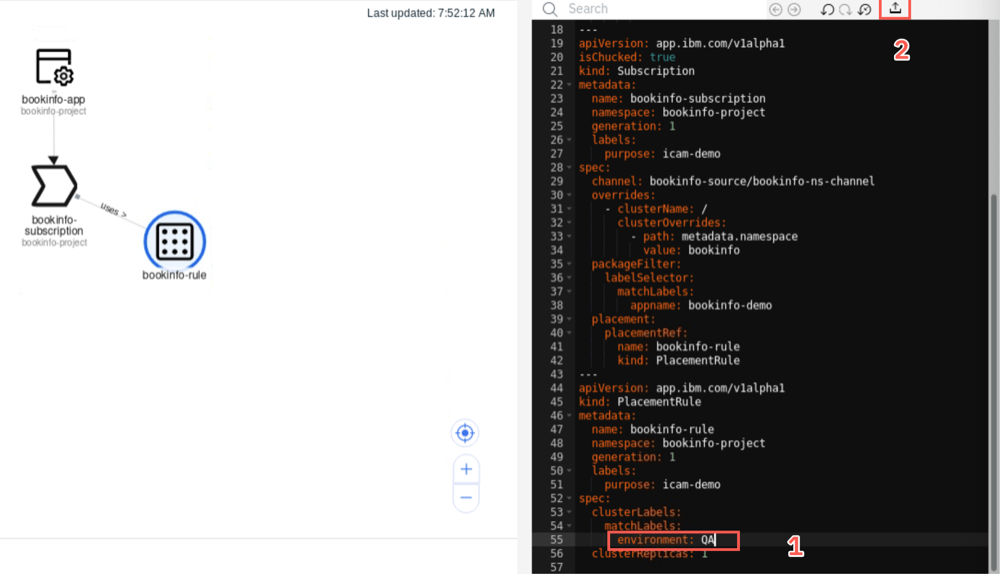 Last updated: 7:52:12 AM
bookinfo-app
bookinfo-project
bookinfo-
subscription
bookinfo-project
uses >
bookinfo-rule
Search
2
18 ---
19 apiVersion: app.ibm.com/v1alpha1
20 isChucked: true
21 kind: Subscription
22 metadata:
23 name: bookinfo-subscription
24 namespace: bookinfo-project
25 generation: 1
26 labels:
27 purpose: icam-demo
28 spec:
29 channel: bookinfo-source/bookinfo-ns-channel
30 overrides:
31 - clusterName: /
32 clusterOverrides:
33 - path: metadata.namespace
34 value: bookinfo
35 packageFilter:
36 labelSelector:
37 matchLabels:
38 appname: bookinfo-demo
39 placement:
40 placementRef:
41 name: bookinfo-rule
42 kind: PlacementRule
43 ---
44 apiVersion: app.ibm.com/v1alpha1
45 kind: PlacementRule
46 metadata:
47 name: bookinfo-rule
48 namespace: bookinfo-project
49 generation: 1
50 labels:
51 purpose: icam-demo
52 spec:
53 clusterLabels:
54 matchLabels:
55 environment: QA
1
56 clusterReplicas: 1
57